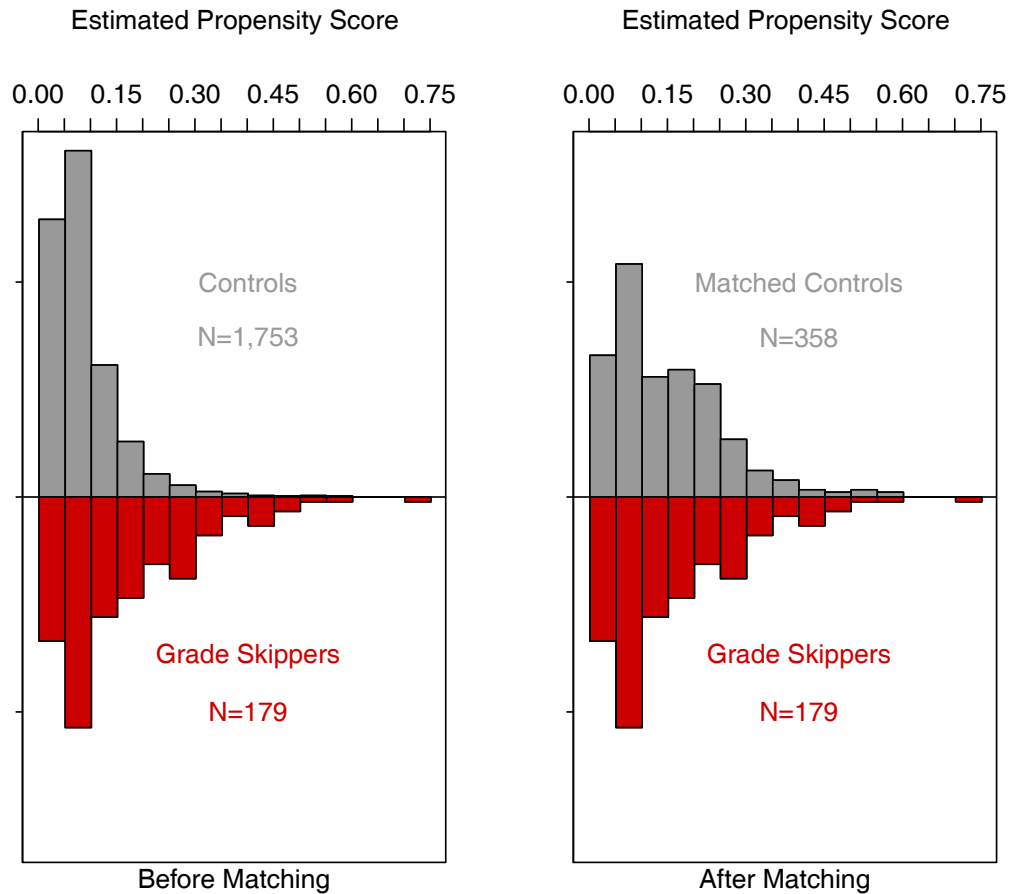 Estimated Propensity Score
0.00 0.15 0.30 0.45 0.60 0.75
Controls
N=1,753
Grade Skippers
N=179
Before Matching
Estimated Propensity Score
0.00 0.15 0.30 0.45 0.60 0.75
Matched Controls
N=358
Grade Skippers
N=179
After Matching